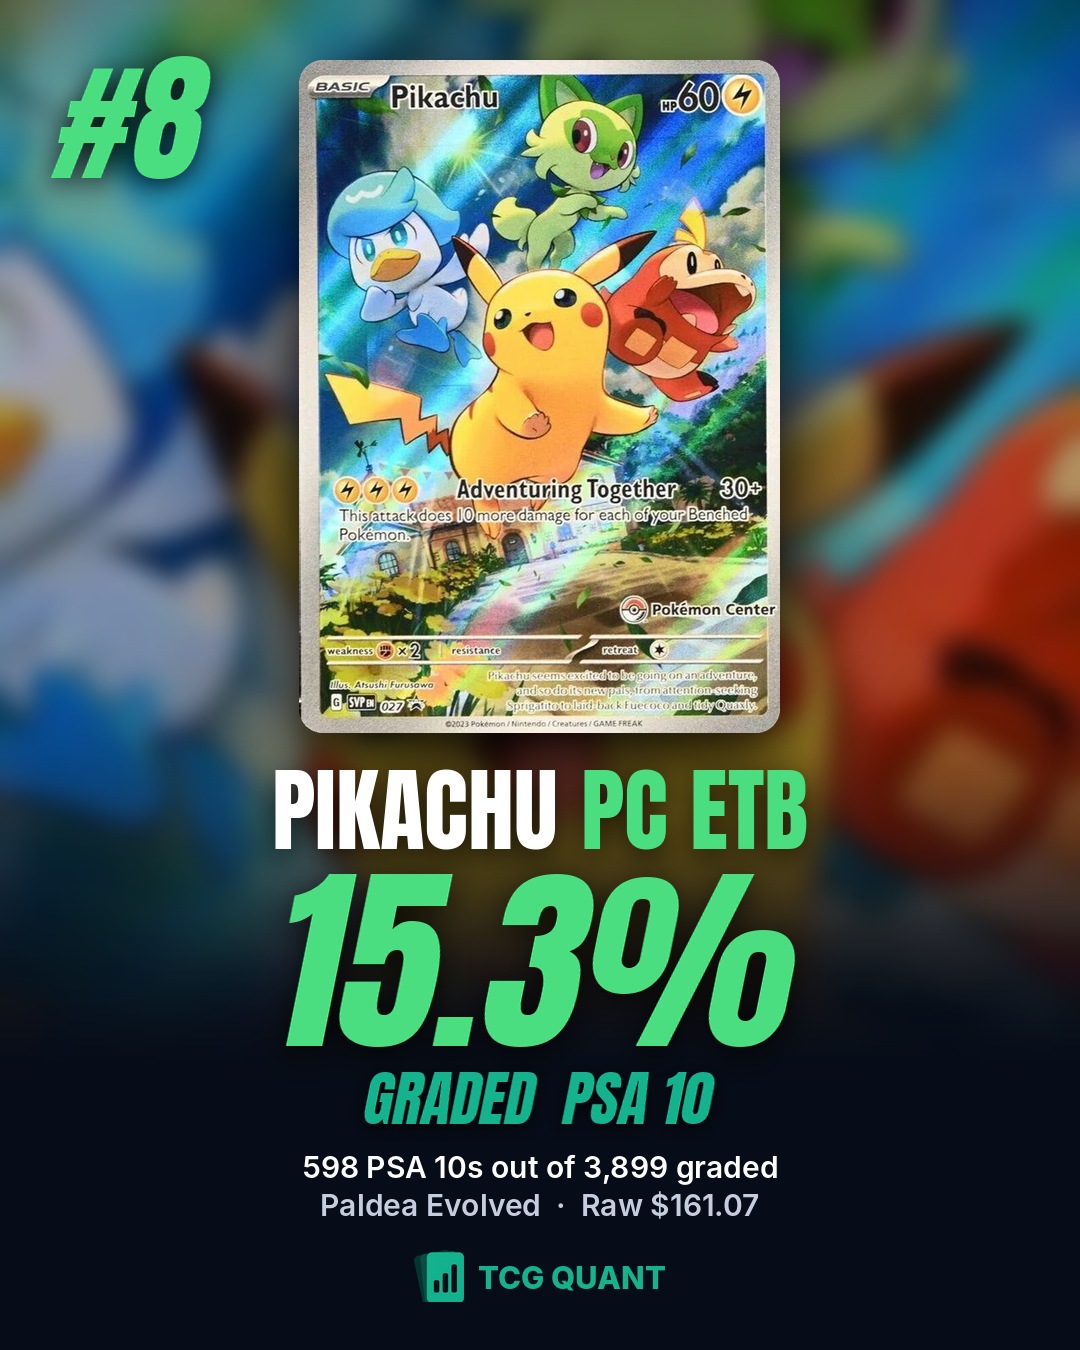 #8
BASIC Pikachu HP 60
Adventuring Together 30+
This attack does 10 more damage for each of your Benched
Pokémon.
Pokémon Center
weakness ×2 resistance retreat
Illus. Atsushi Furusawa
G SVP EN 027
Pikachu seems excited to be going on an adventure,
and so do its new pals, from attention-seeking
Sprigatito to laid-back Fuecoco and tidy Quaxly.
©2023 Pokémon / Nintendo / Creatures / GAME FREAK
PIKACHU PC ETB
15.3%
GRADED PSA 10
598 PSA 10s out of 3,899 graded
Paldea Evolved · Raw $161.07
TCG QUANT